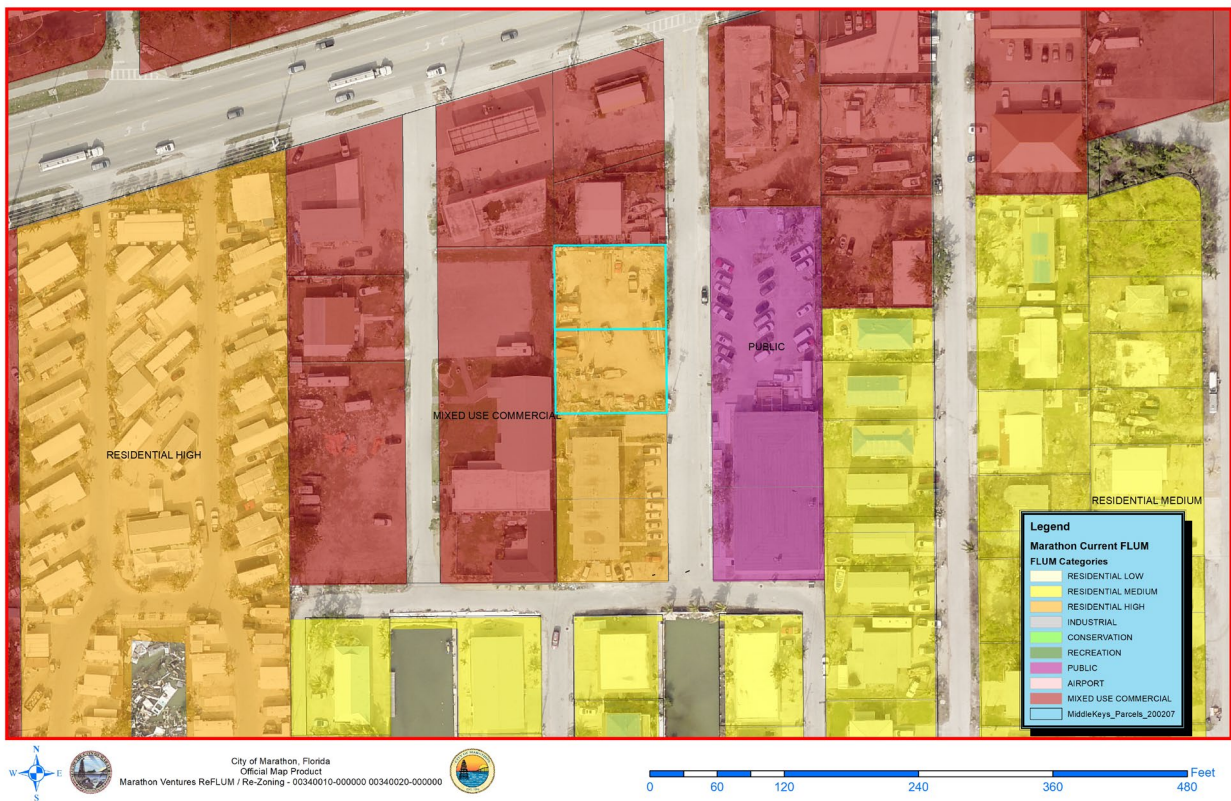 PUBLIC
MIXED USE COMMERCIAL
RESIDENTIAL HIGH
RESIDENTIAL MEDIUM
Legend
Marathon Current FLUM
FLUM Categories
RESIDENTIAL LOW
RESIDENTIAL MEDIUM
RESIDENTIAL HIGH
INDUSTRIAL
CONSERVATION
RECREATION
PUBLIC
AIRPORT
MIXED USE COMMERCIAL
MiddleKeys_Parcels_200207
N
W E
S
City of Marathon, Florida
Official Map Product
Marathon Ventures ReFLUM / Re-Zoning - 00340010-000000 00340020-000000
Feet
0 60 120 240 360 480